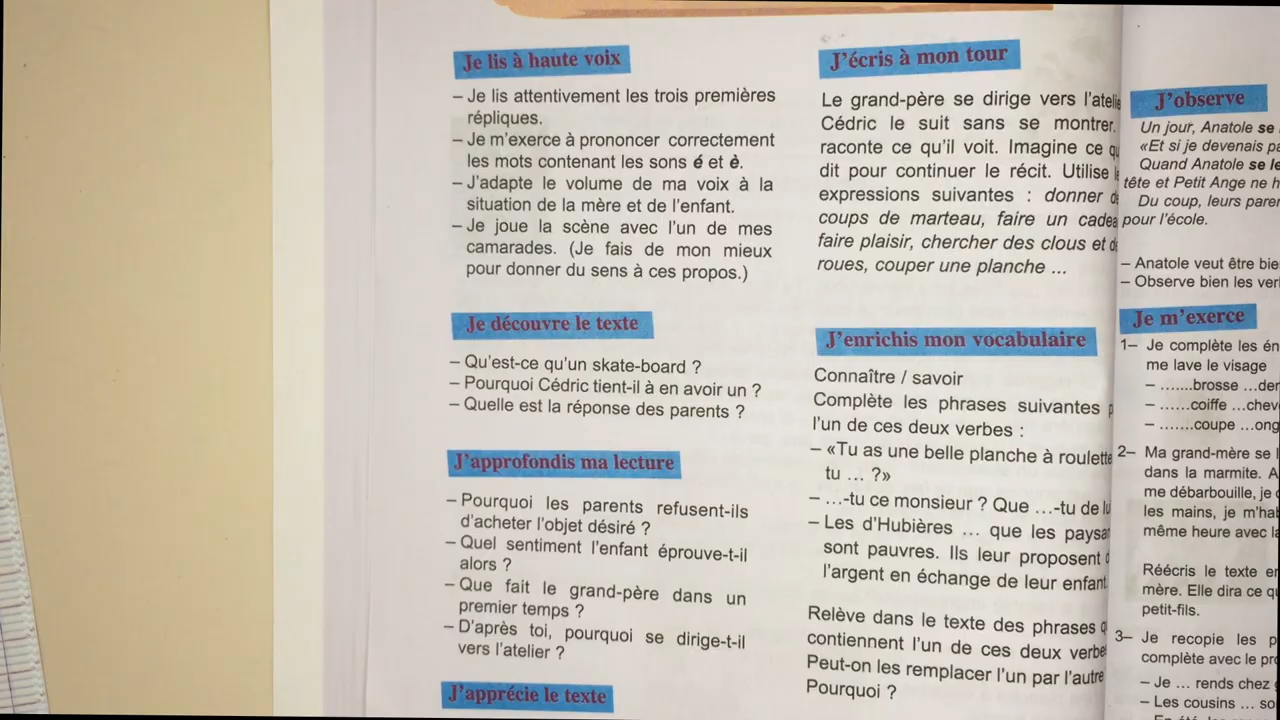 Je lis à haute voix
– Je lis attentivement les trois premières
répliques.
– Je m'exerce à prononcer correctement
les mots contenant les sons é et è.
– J'adapte le volume de ma voix à la
situation de la mère et de l'enfant.
– Je joue la scène avec l'un de mes
camarades. (Je fais de mon mieux
pour donner du sens à ces propos.)
Je découvre le texte
– Qu'est-ce qu'un skate-board ?
– Pourquoi Cédric tient-il à en avoir un ?
– Quelle est la réponse des parents ?
J'approfondis ma lecture
– Pourquoi les parents refusent-ils
d'acheter l'objet désiré ?
– Quel sentiment l'enfant éprouve-t-il
alors ?
– Que fait le grand-père dans un
premier temps ?
– D'après toi, pourquoi se dirige-t-il
vers l'atelier ?
J'apprécie le texte
J'écris à mon tour
Le grand-père se dirige vers
Cédric le suit sans se montrer.
raconte ce qu'il voit. Imagine ce
dit pour continuer le récit. Utilise
expressions suivantes : donner
coups de marteau, faire un
faire plaisir, chercher des clous et
roues, couper une planche ...
J'enrichis mon vocabulaire
Connaître / savoir
Complète les phrases suivantes
l'un de ces deux verbes :
– «Tu as une belle planche à roulette
tu ... ?»
– ...-tu ce monsieur ? Que ...-tu de
– Les d'Hubières ... que les
sont pauvres. Ils leur proposent
l'argent en échange de leur enfant
Relève dans le texte des phrases
contiennent l'un de ces deux
Peut-on les remplacer l'un par l'autre
Pourquoi ?
J'observe
Un jour, Anatole se
«Et si je devenais
Quand Anatole se
tête et Petit Ange ne
Du coup, leurs
pour l'école.
– Anatole veut être
– Observe bien les
Je m'exerce
1– Je complète les
me lave le visage
– .......brosse ...
– ......coiffe ...
– .......coupe ...
2– Ma grand-mère se
dans la marmite.
me débarbouille, je
les mains, je
même heure avec
Réécris le texte
mère. Elle dira ce
petit-fils.
3– Je recopie les
complète avec le
– Je ... rends chez
– Les cousins ...